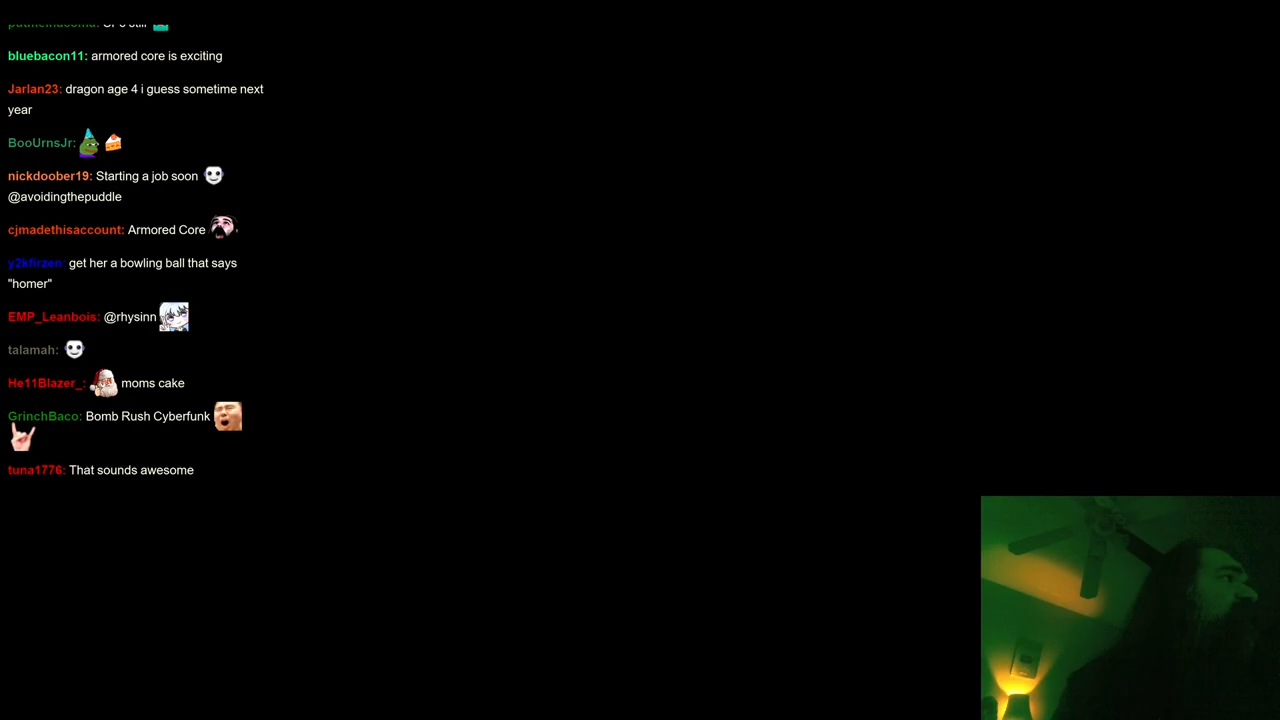 bluebacon11: armored core is exciting
Jarlan23: dragon age 4 i guess sometime next
year
BooUrnsJr:
nickdoober19: Starting a job soon
@avoidingthepuddle
cjmadethisaccount: Armored Core
y2kfirzen: get her a bowling ball that says
"homer"
EMP_Leanbois: @rhysinn
talamah:
He11Blazer_: moms cake
GrinchBaco: Bomb Rush Cyberfunk
tuna1776: That sounds awesome